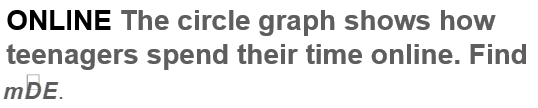 ONLINE The circle graph shows how
teenagers spend their time online. Find
mDE.